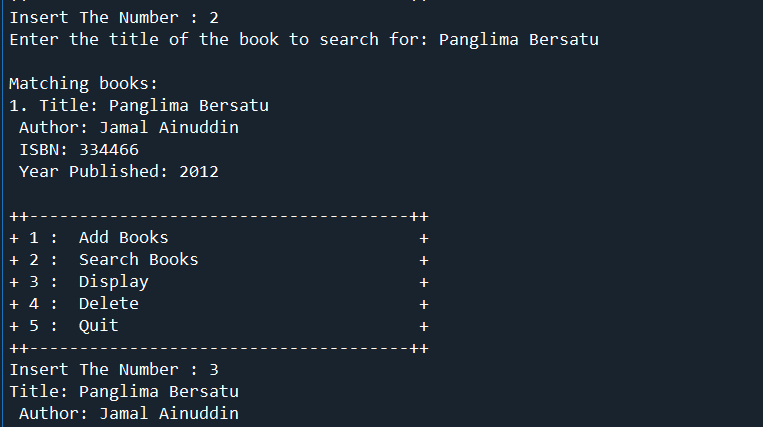 Insert The Number : 2
Enter the title of the book to search for: Panglima Bersatu
Matching books:
1. Title: Panglima Bersatu
Author: Jamal Ainuddin
ISBN: 334466
Year Published: 2012
++--------------------------------------++
+ 1 :  Add Books                         +
+ 2 :  Search Books                      +
+ 3 :  Display                           +
+ 4 :  Delete                            +
+ 5 :  Quit                              +
++--------------------------------------++
Insert The Number : 3
Title: Panglima Bersatu
Author: Jamal Ainuddin